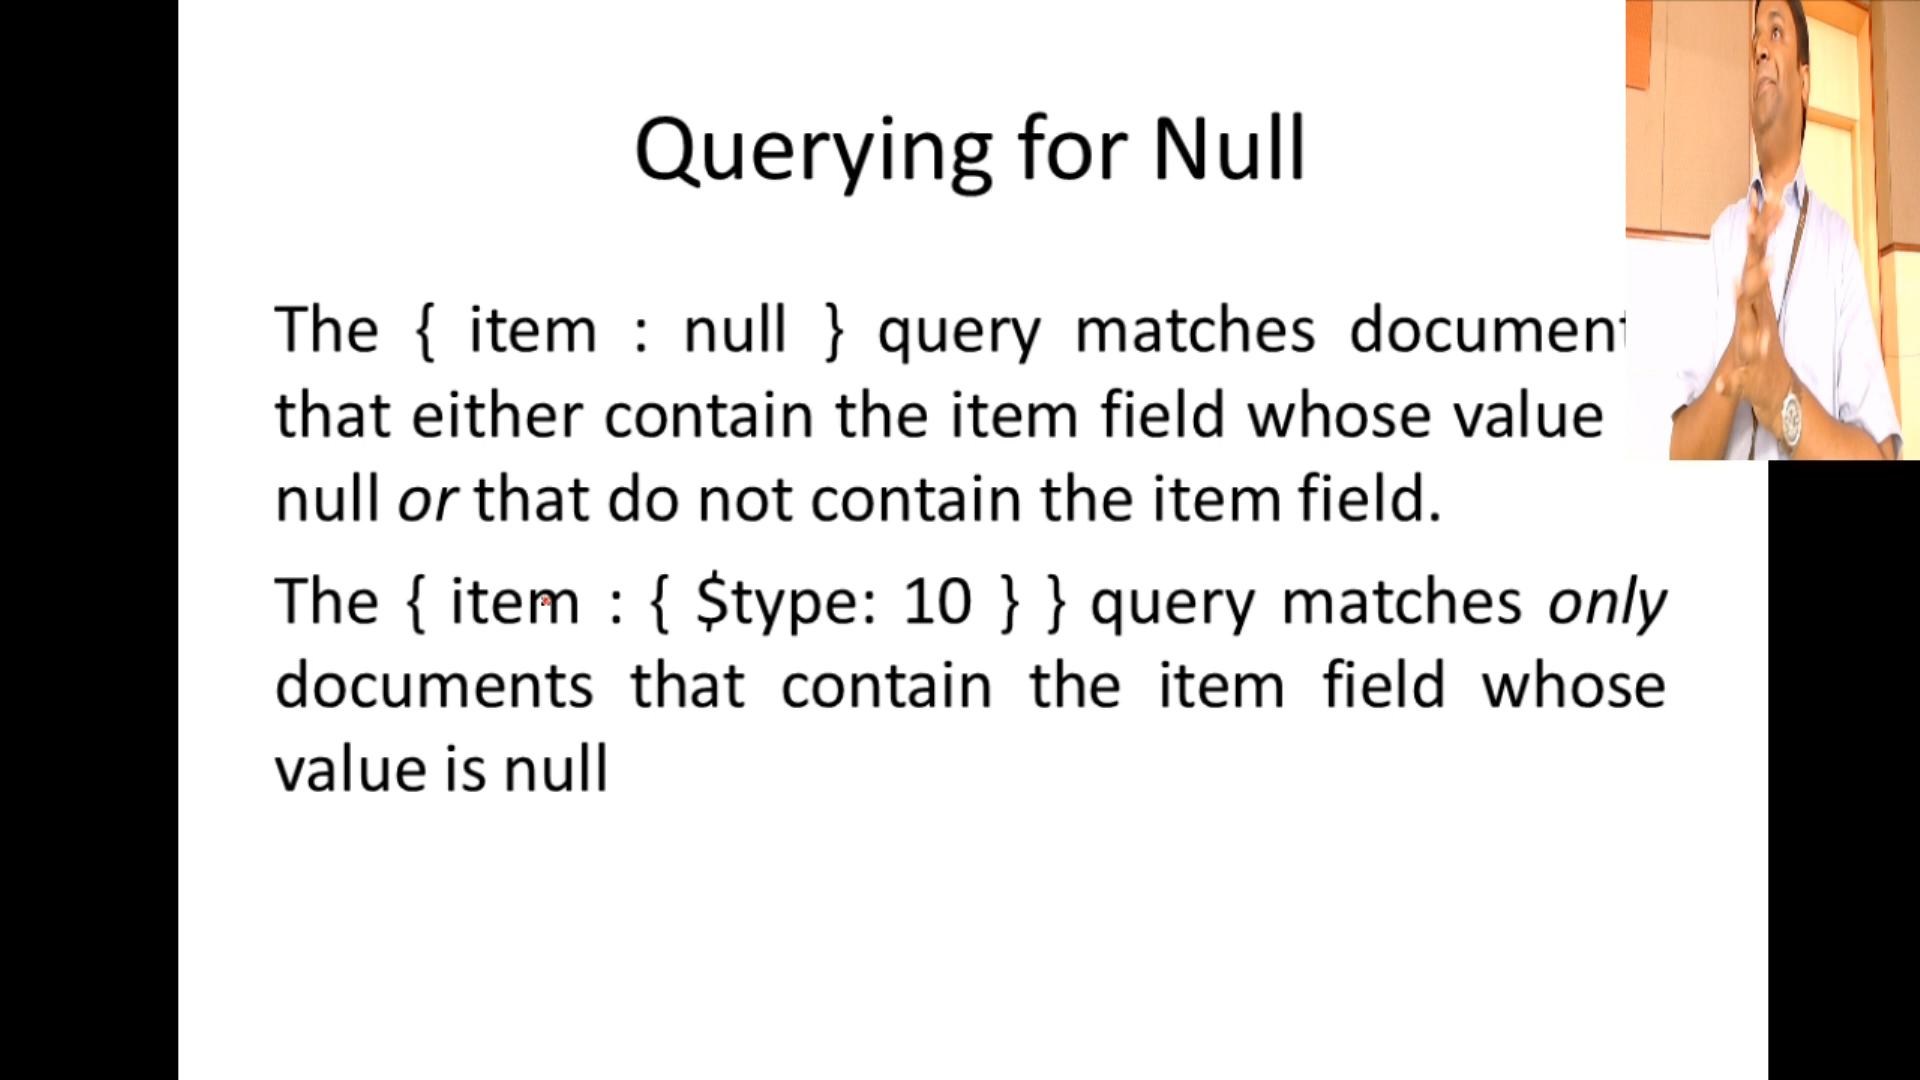 Querying for Null
The { item : null } query matches document
that either contain the item field whose value
null or that do not contain the item field.
The { item : { $type: 10 } } query matches only
documents that contain the item field whose
value is null